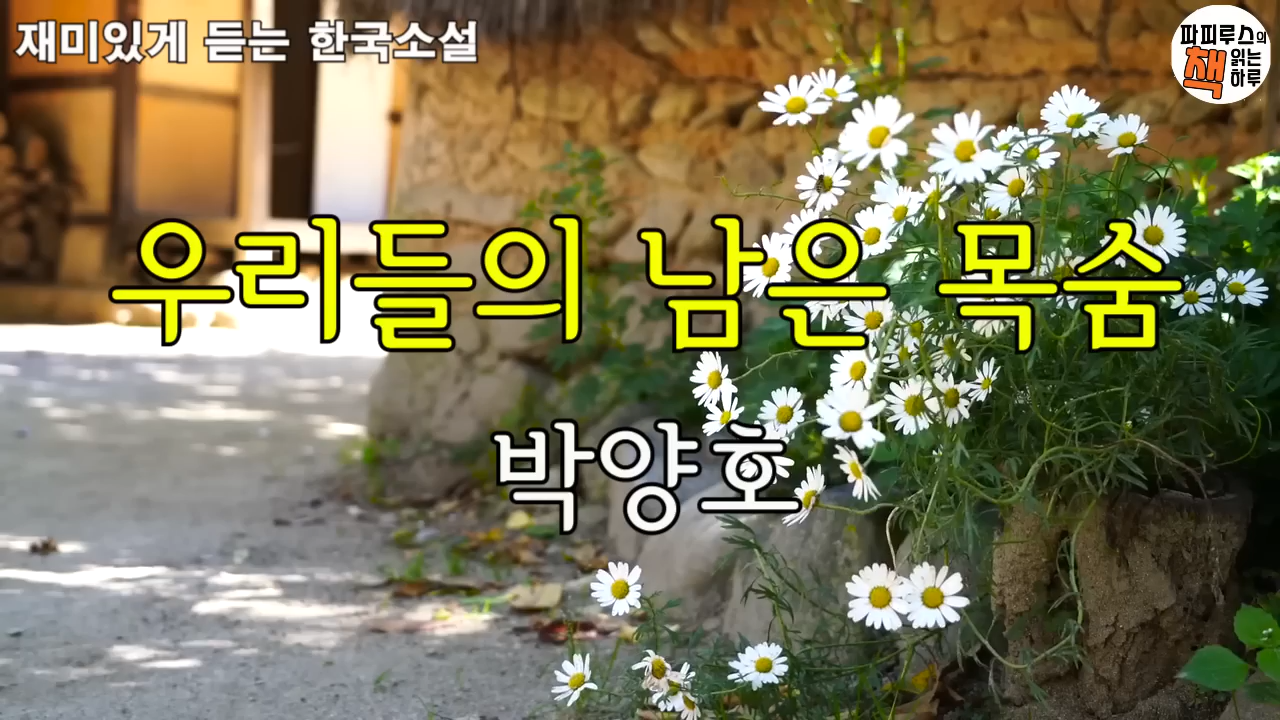 재미있게 듣는 한국소설
파피루스의
책 읽는
하루
우리들의 남은 목숨
박양호